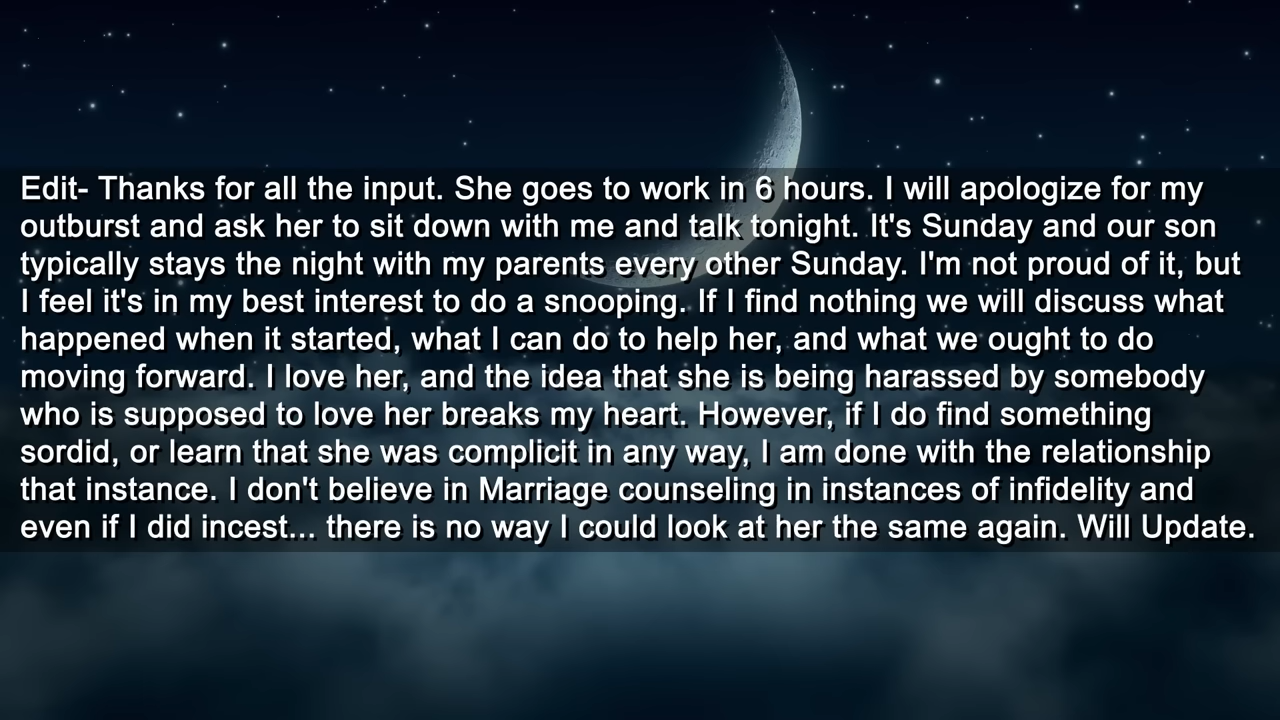 Edit- Thanks for all the input. She goes to work in 6 hours. I will apologize for my
outburst and ask her to sit down with me and talk tonight. It's Sunday and our son
typically stays the night with my parents every other Sunday. I'm not proud of it, but
I feel it's in my best interest to do a snooping. If I find nothing we will discuss what
happened when it started, what I can do to help her, and what we ought to do
moving forward. I love her, and the idea that she is being harassed by somebody
who is supposed to love her breaks my heart. However, if I do find something
sordid, or learn that she was complicit in any way, I am done with the relationship
that instance. I don't believe in Marriage counseling in instances of infidelity and
even if I did incest... there is no way I could look at her the same again. Will Update.